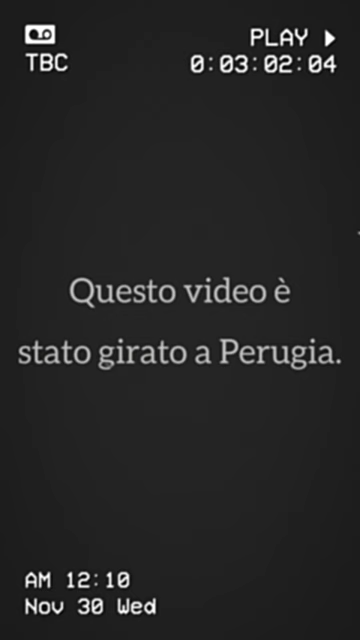 PLAY
TBC 0:03:02:04
Questo video è
stato girato a Perugia.
AM 12:10
Nov 30 Wed